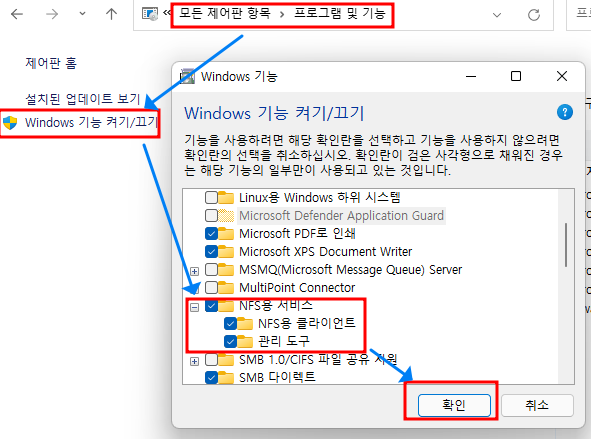 « 모든 제어판 항목 > 프로그램 및 기능
프
제어판 홈
설치된 업데이트 보기
Windows 기능 켜기/끄기
Windows 기능
Windows 기능 켜기/끄기
?
기능을 사용하려면 해당 확인란을 선택하고 기능을 사용하지 않으려면
확인란의 선택을 취소하십시오. 확인란이 검은 사각형으로 채워진 경우
는 해당 기능의 일부만이 사용되고 있는 것입니다.
Linux용 Windows 하위 시스템
Microsoft Defender Application Guard
Microsoft PDF로 인쇄
Microsoft XPS Document Writer
MSMQ(Microsoft Message Queue) Server
MultiPoint Connector
NFS용 서비스
NFS용 클라이언트
관리 도구
SMB 1.0/CIFS 파일 공유 지원
SMB 다이렉트
확인
취소